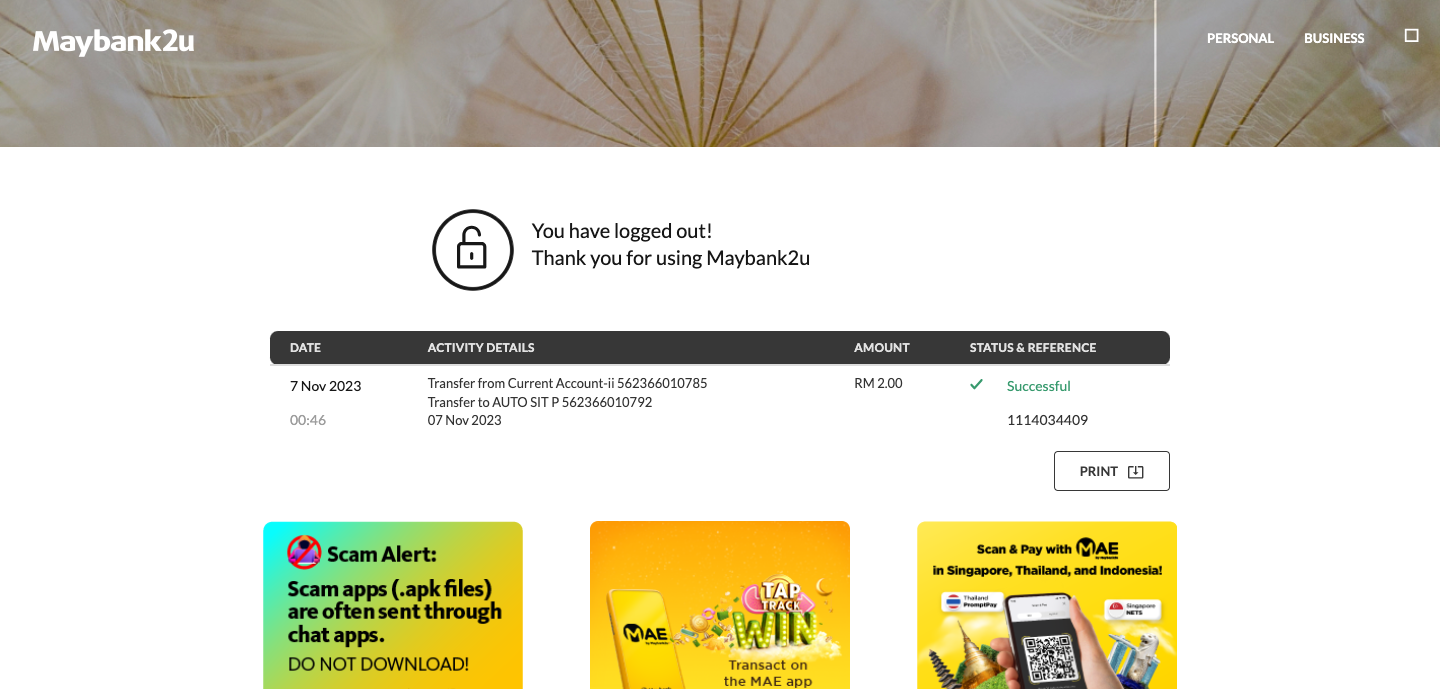 Maybank2u
PERSONAL
BUSINESS
You have logged out!
Thank you for using Maybank2u
DATE
ACTIVITY DETAILS
AMOUNT
STATUS & REFERENCE
7 Nov 2023
Transfer from Current Account-ii 562366010785
RM 2.00
Successful
Transfer to AUTO SIT P 562366010792
00:46
07 Nov 2023
1114034409
PRINT
Scam Alert:
Scam apps (.apk files)
are often sent through
chat apps.
DO NOT DOWNLOAD!
TAP
TRACK
WIN
MAE
Transact on
the MAE app
Scan & Pay with MAE
in Singapore, Thailand, and Indonesia!
Thailand
PromptPay
Singapore
NETS